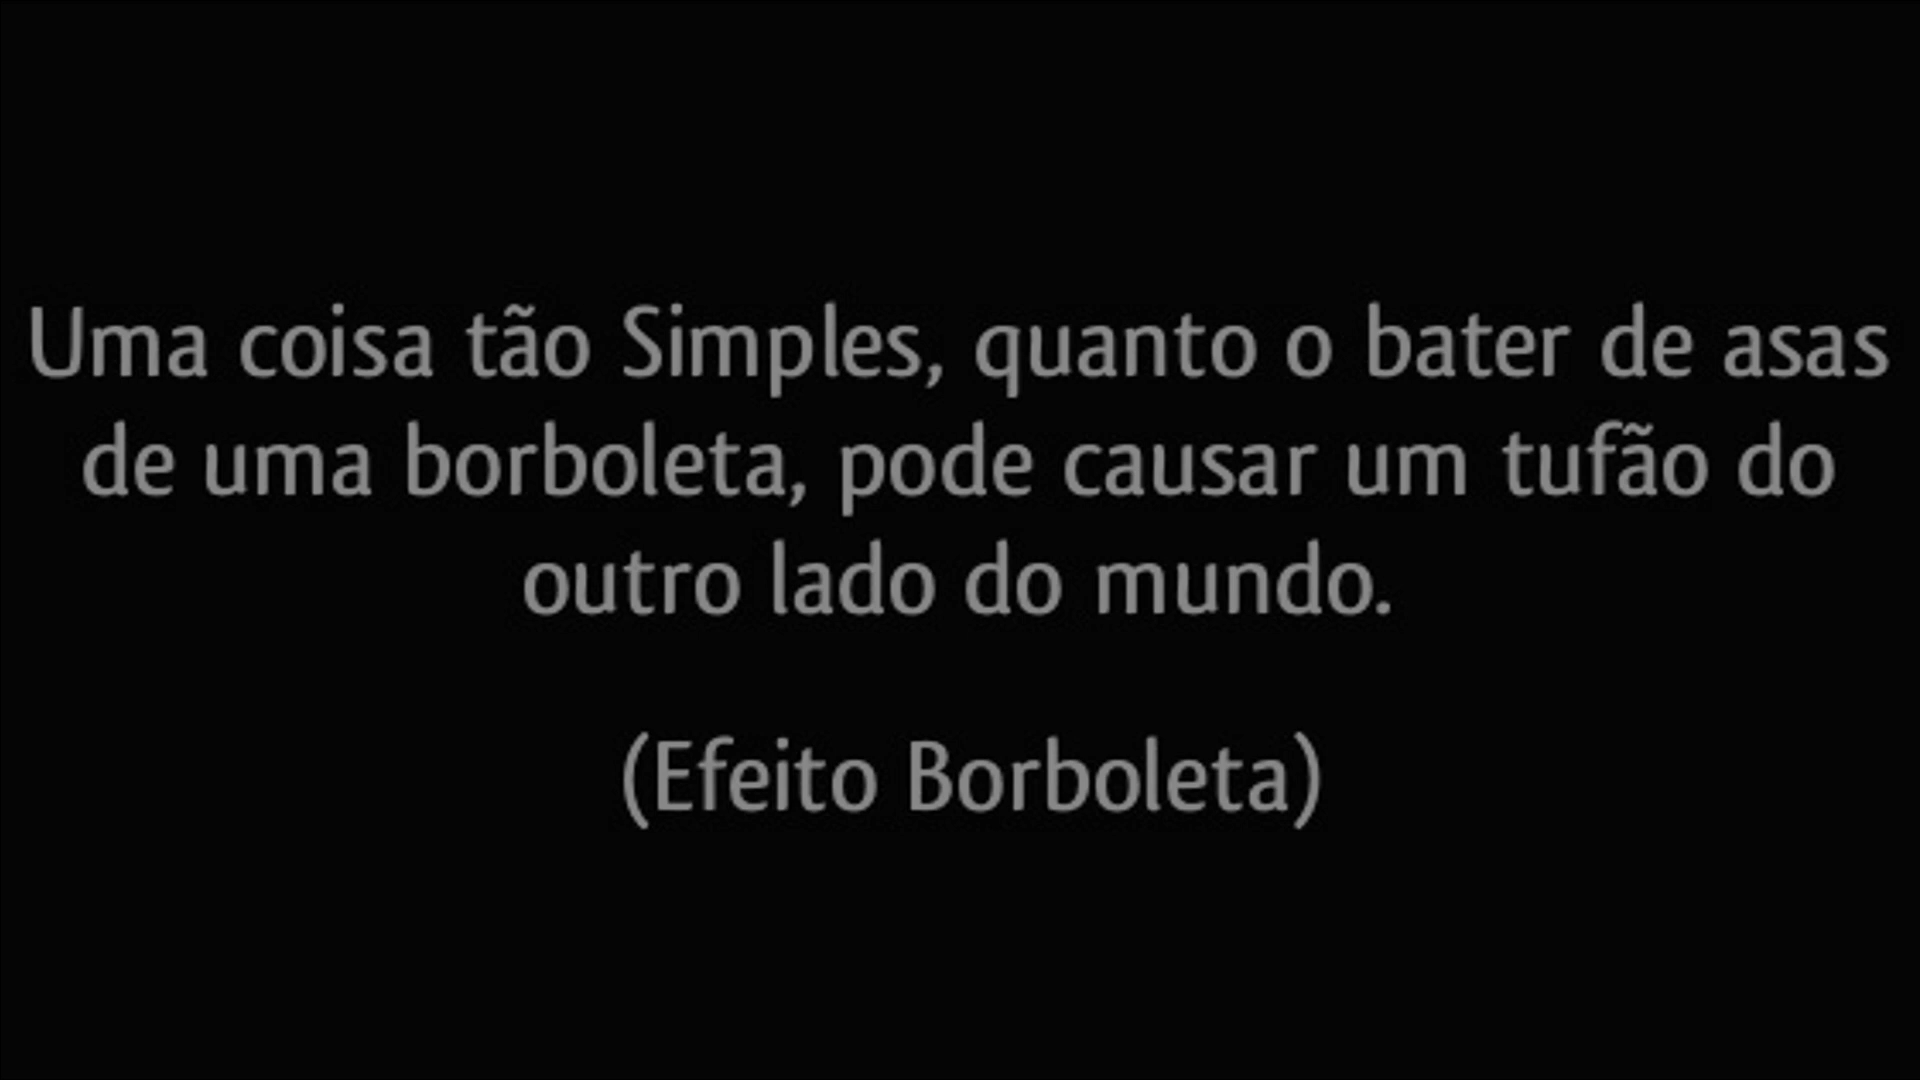 Uma coisa tão Simples, quanto o bater de asas
de uma borboleta, pode causar um tufão do
outro lado do mundo.
(Efeito Borboleta)